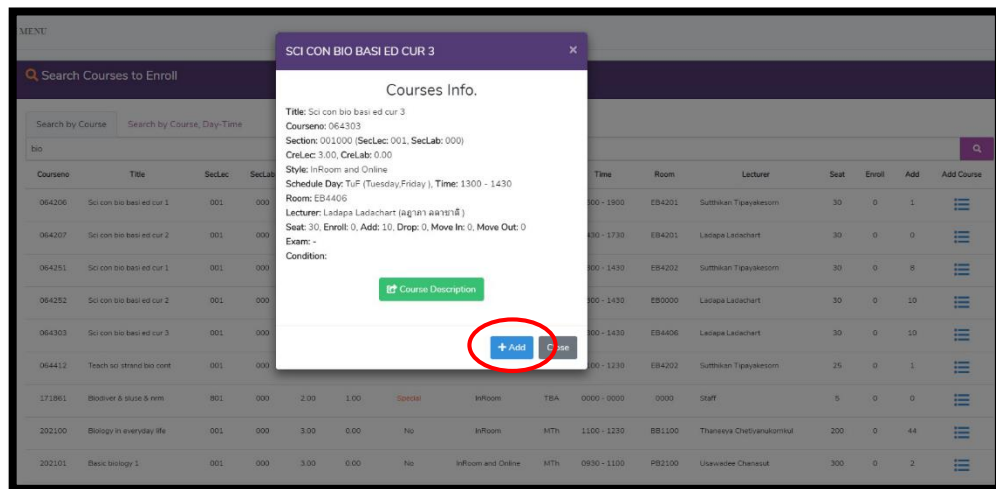 MENU
SCI CON BIO BASI ED CUR 3 ×
Search Courses to Enroll
Courses Info.
Title: Sci con bio basi ed cur 3
Courseno: 064303
Section: 001000 (SecLec: 001, SecLab: 000)
CreLec: 3.00, CreLab: 0.00
Style: InRoom and Online
Schedule Day: TuF (Tuesday,Friday ), Time: 1300 - 1430
Room: EB4406
Lecturer: Ladapa Ladachart (ลฎาภา ลดาชาติ )
Seat: 30, Enroll: 0, Add: 10, Drop: 0, Move In: 0, Move Out: 0
Exam: -
Condition:
Course Description
+ Add Close
Search by Course Search by Course, Day-Time
bio
Courseno Title SecLec SecLab Time Room Lecturer Seat Enroll Add Add Course
064206 Sci con bio basi ed cur 1 001 000 EB4201 Sutthikan Tipayakesorn 30 0 1
064207 Sci con bio basi ed cur 2 001 000 EB4201 Ladapa Ladachart 30 0 0
064251 Sci con bio basi ed cur 1 001 000 EB4202 Sutthikan Tipayakesorn 30 0 8
064252 Sci con bio basi ed cur 2 001 000 EB0000 Ladapa Ladachart 30 0 10
064303 Sci con bio basi ed cur 3 001 000 EB4406 Ladapa Ladachart 30 0 10
064412 Teach sci strand bio cont 001 000 EB4202 Sutthikan Tipayakesorn 25 0 1
171861 Biodiver & sluse & nrm 801 000 2.00 1.00 Special InRoom TBA 0000 - 0000 0000 Staff 5 0 0
202100 Biology in everyday life 001 000 3.00 0.00 No InRoom MTh 1100 - 1230 BB1100 Thaneeya Chetiyanukornkul 200 0 44
202101 Basic biology 1 001 000 3.00 0.00 No InRoom and Online MTh 0930 - 1100 PB2100 Usawadee Chanasut 300 0 2